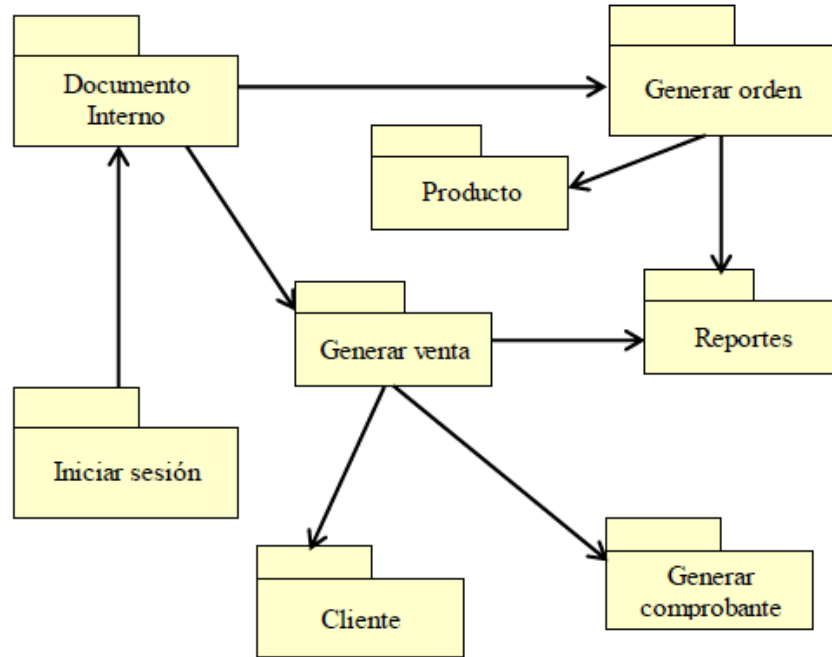 Documento
Interno
Generar orden
Producto
Generar venta
Reportes
Iniciar sesión
Cliente
Generar
comprobante